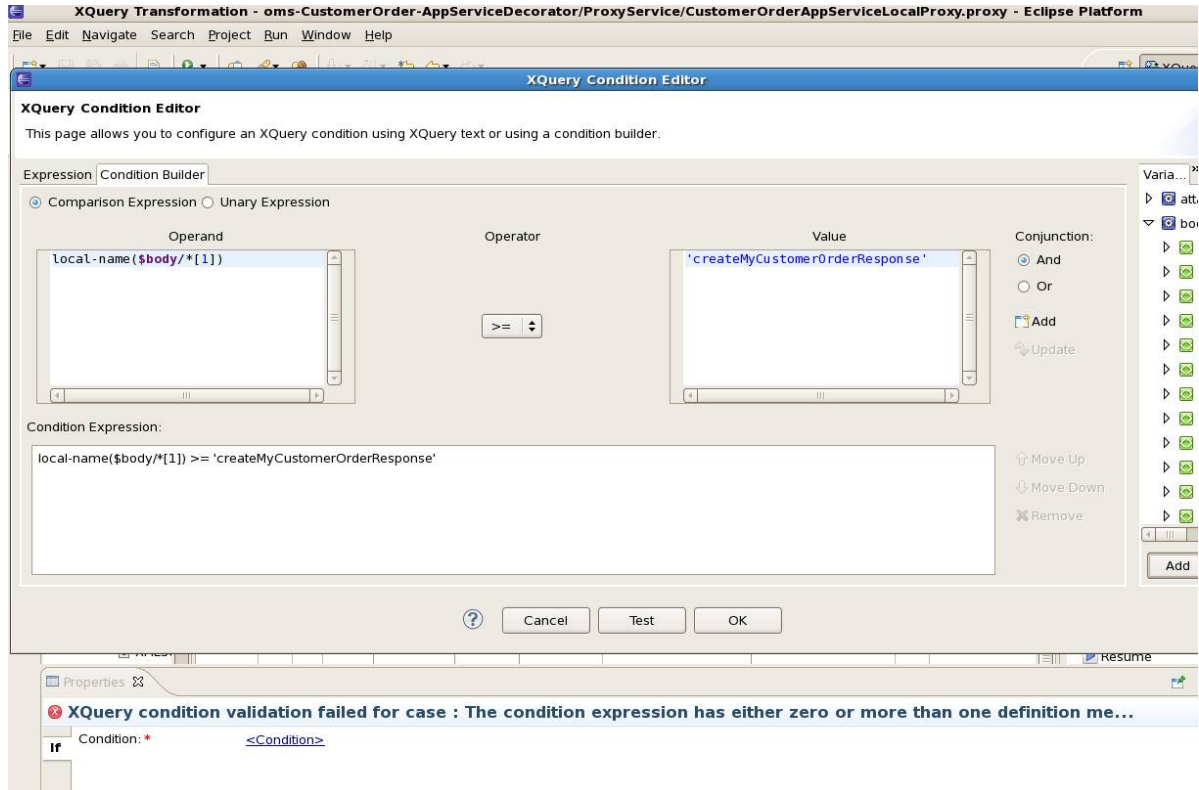 XQuery Transformation - oms-CustomerOrder-AppServiceDecorator/ProxyService/CustomerOrderAppServiceLocalProxy.proxy - Eclipse Platform
File Edit Navigate Search Project Run Window Help
XQuery Condition Editor
XQuery Condition Editor
This page allows you to configure an XQuery condition using XQuery text or using a condition builder.
Expression Condition Builder Varia... »
Comparison Expression Unary Expression
Operand Operator Value Conjunction:
local-name($body/*[1]) 'createMyCustomerOrderResponse' And
Or
>= Add
Update
Condition Expression:
local-name($body/*[1]) >= 'createMyCustomerOrderResponse' Move Up
Move Down
Remove
Add
? Cancel Test OK
Resume
Properties
XQuery condition validation failed for case : The condition expression has either zero or more than one definition me...
If Condition: * <Condition>